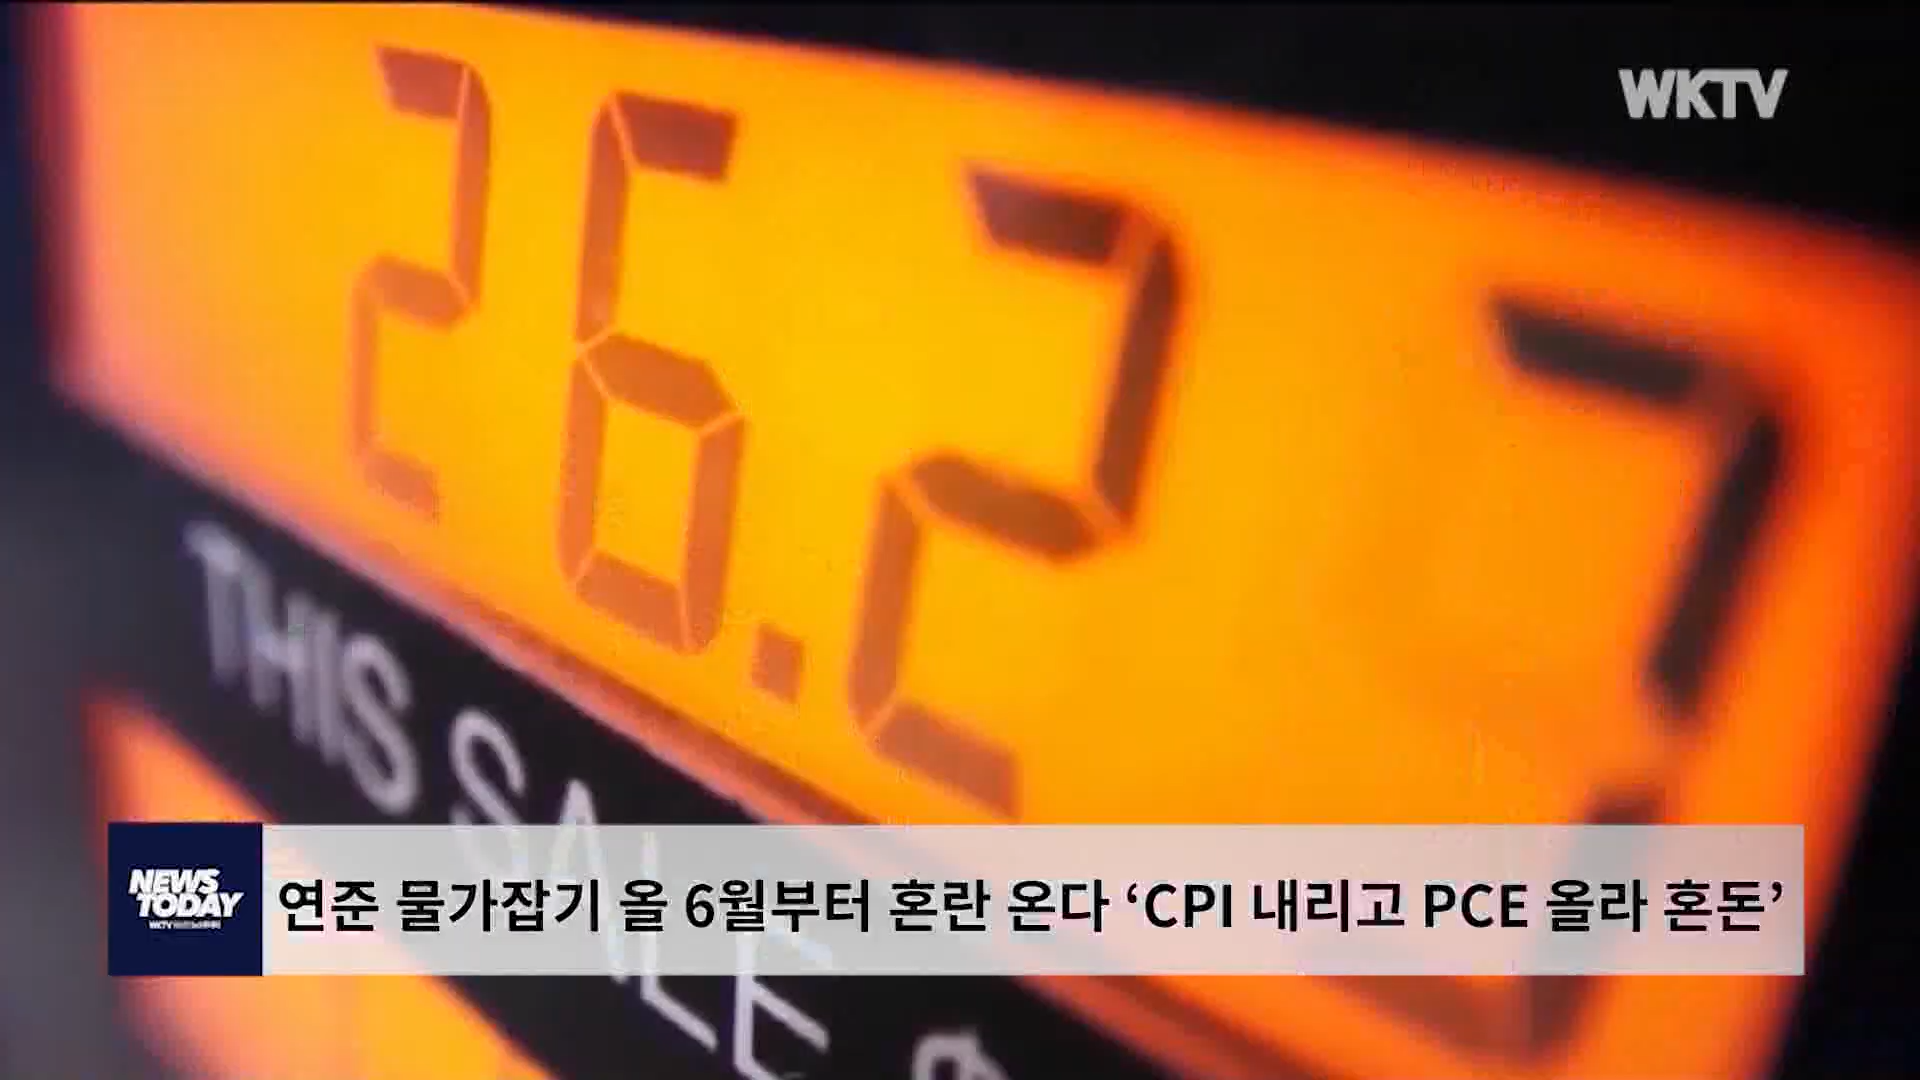 WKTV
26.27
THIS SALE $
NEWS
TODAY
연준 물가잡기 올 6월부터 혼란 온다 ‘CPI 내리고 PCE 올라 혼돈’